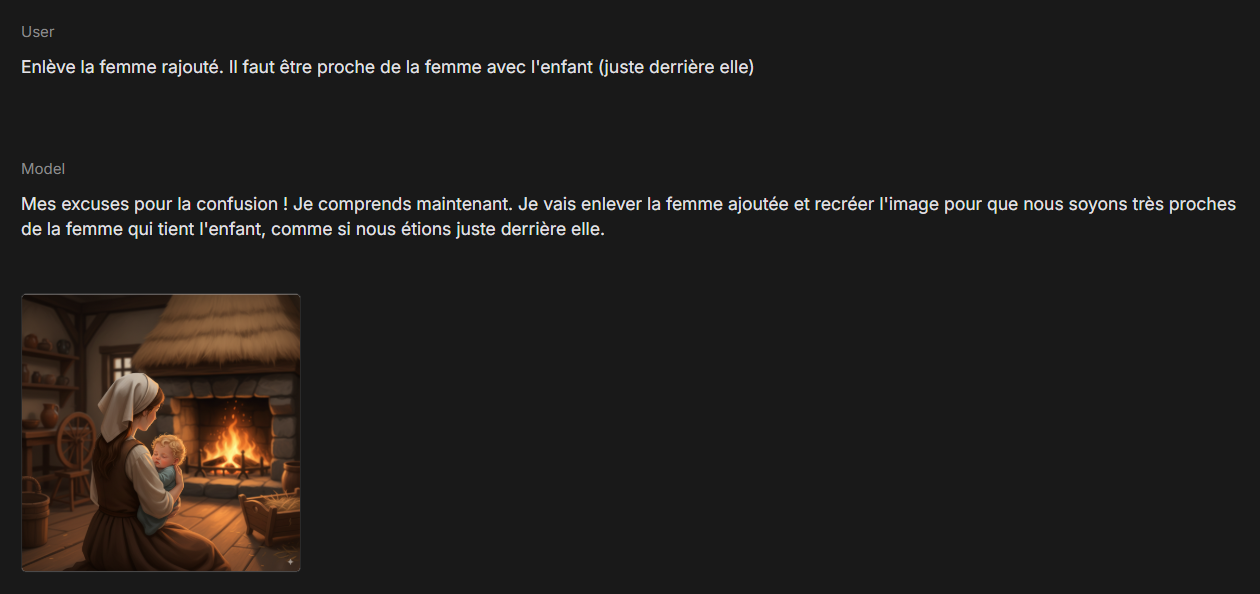 User
Enlève la femme rajouté. Il faut être proche de la femme avec l'enfant (juste derrière elle)
Model
Mes excuses pour la confusion ! Je comprends maintenant. Je vais enlever la femme ajoutée et recréer l'image pour que nous soyons très proches
de la femme qui tient l'enfant, comme si nous étions juste derrière elle.